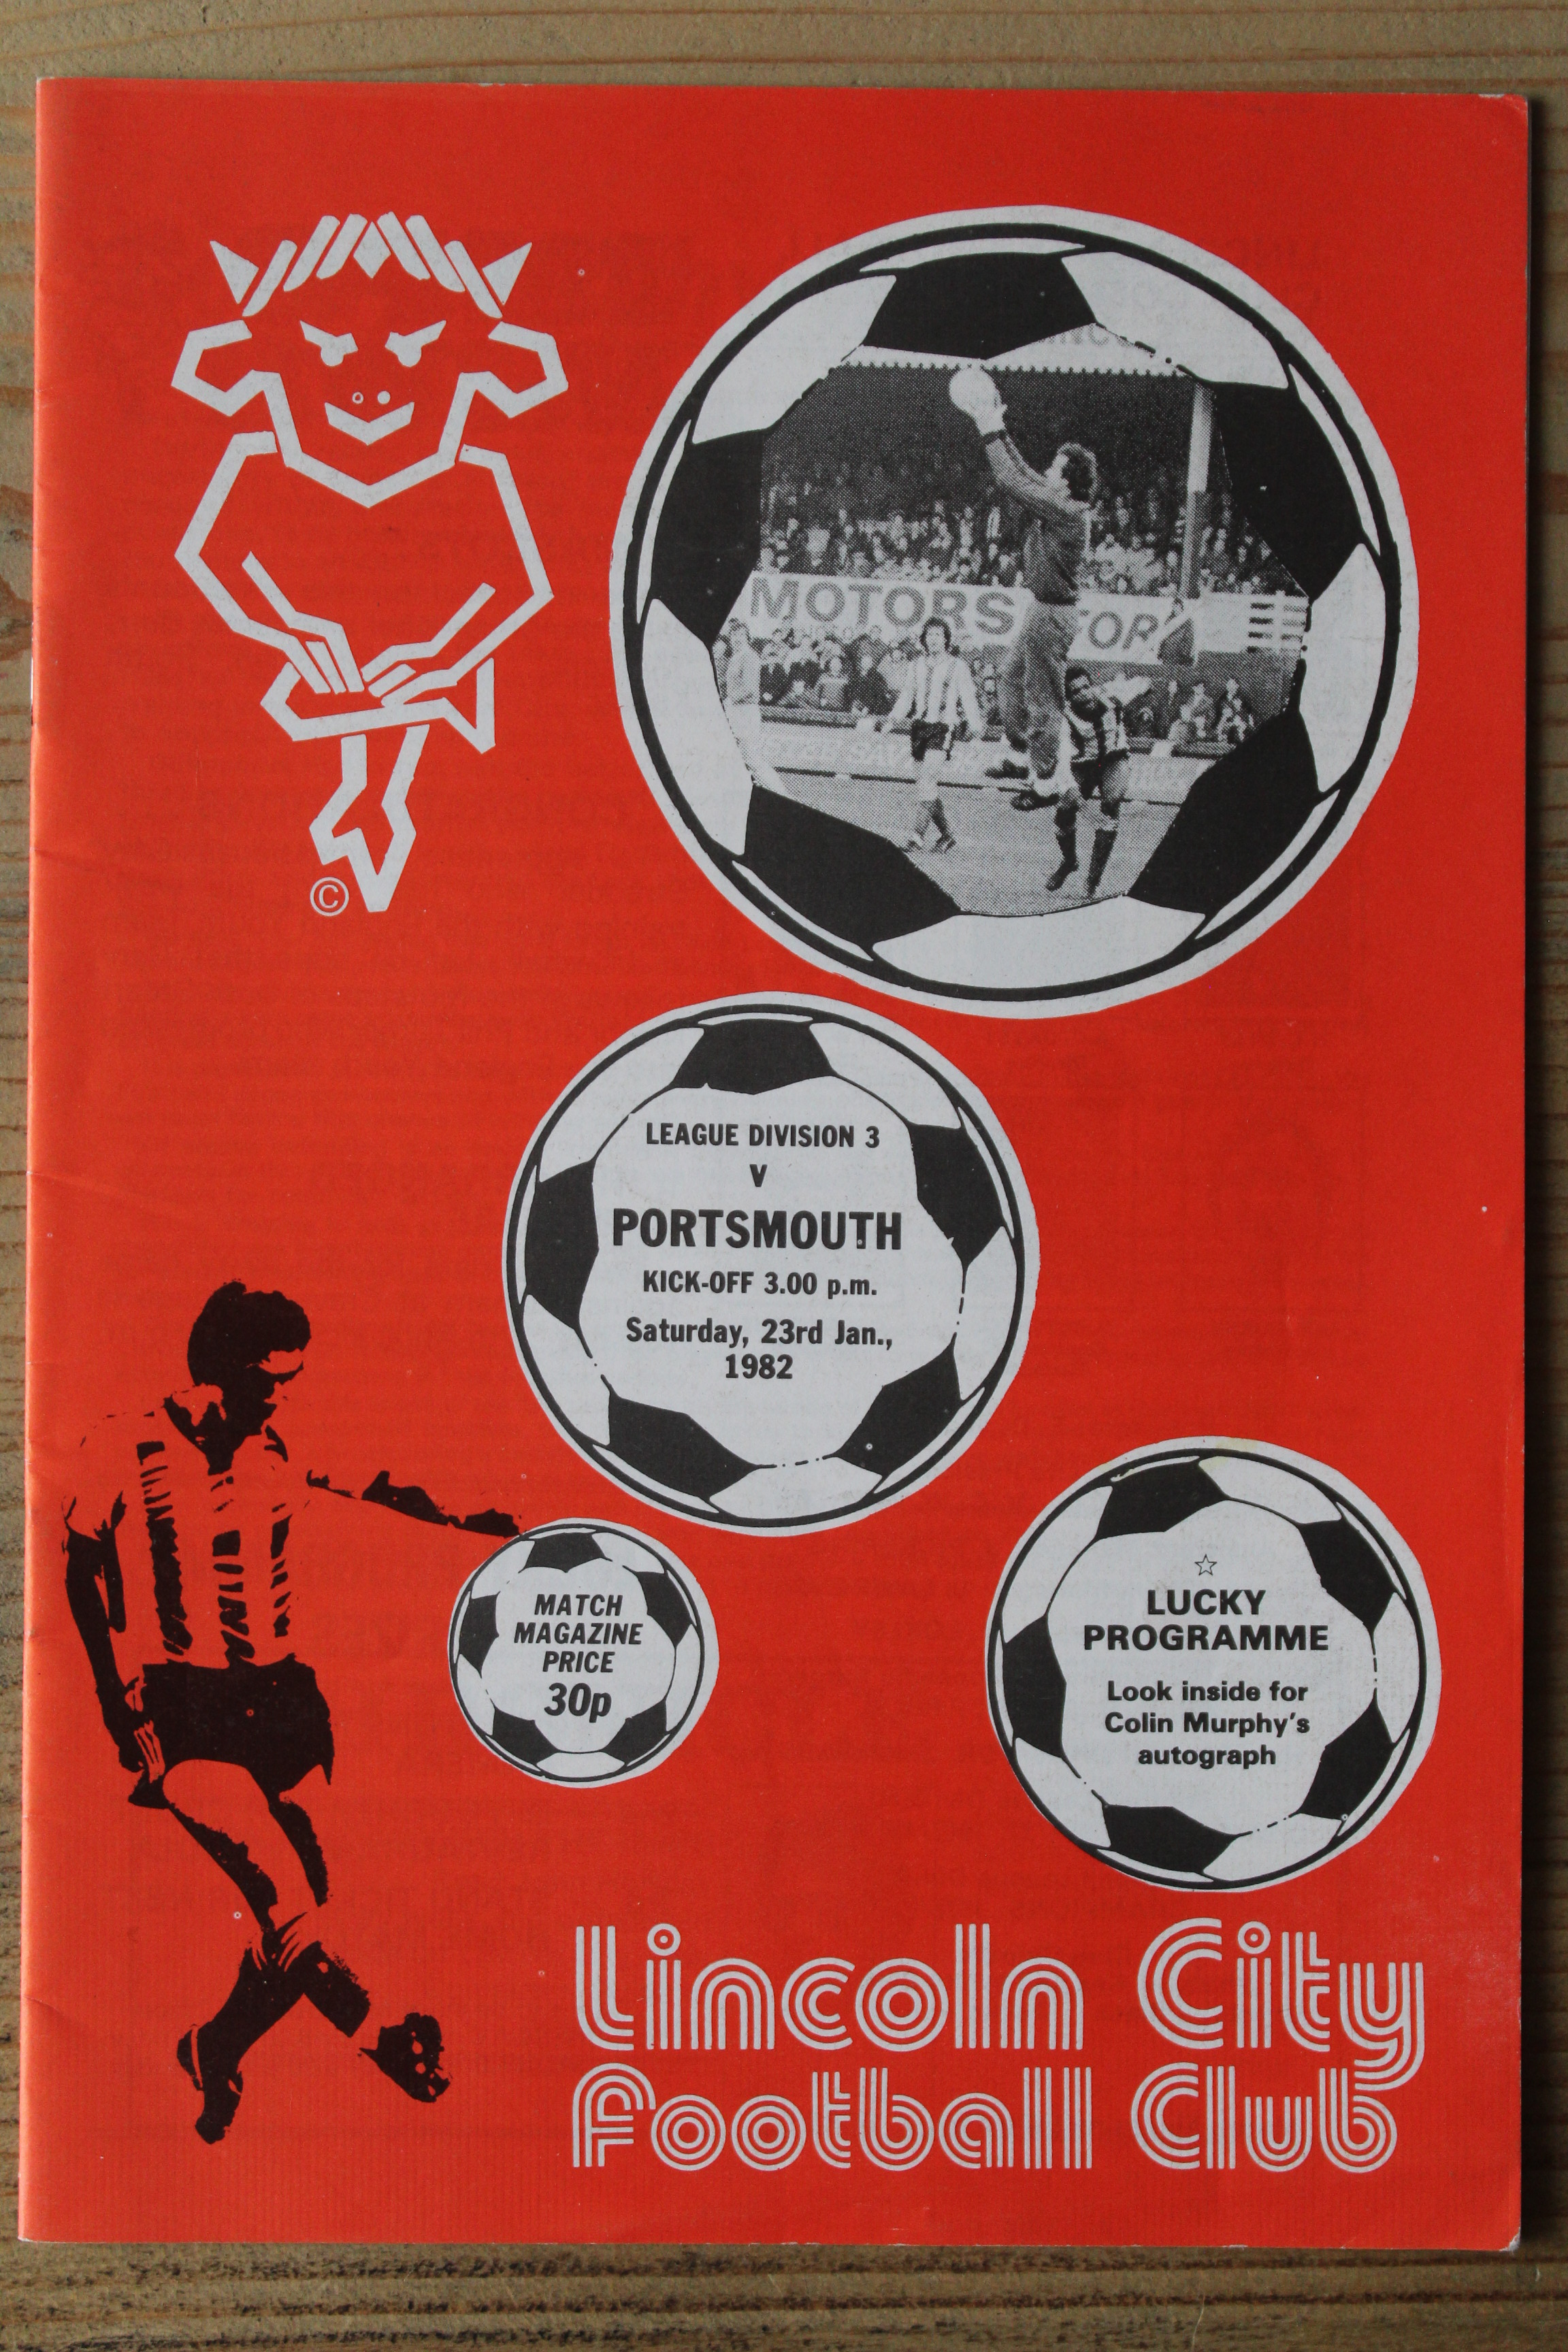 ©
MOTORS
LEAGUE DIVISION 3
V
PORTSMOUTH
KICK-OFF 3.00 p.m.
Saturday, 23rd Jan.,
1982
MATCH
MAGAZINE
PRICE
30p
☆
LUCKY
PROGRAMME
Look inside for
Colin Murphy's
autograph
Lincoln City
Football Club